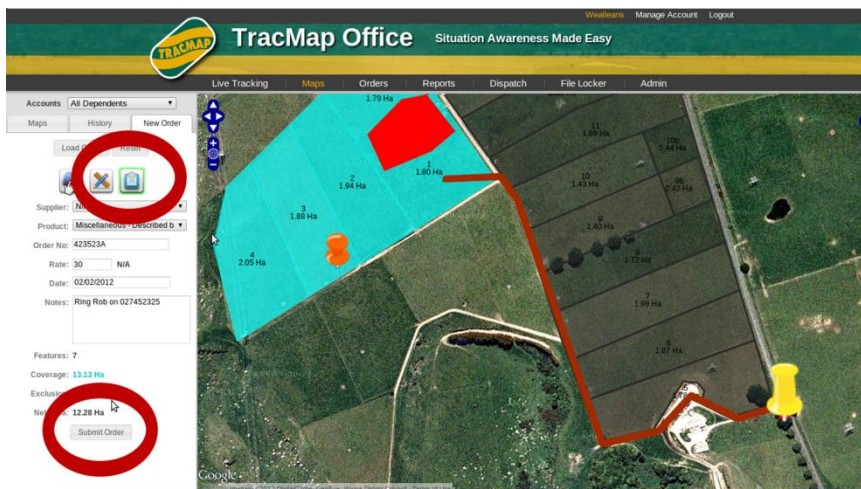 Wealleans Manage Account Logout
TRACMAP
TracMap Office Situation Awareness Made Easy
Live Tracking Maps Orders Reports Dispatch File Locker Admin
Accounts All Dependents
Maps History New Order
Supplier:
Product: Miscellaneous - Described b
Order No: 423523A
Rate: 30 N/A
Date: 02/02/2012
Notes: Ring Rob on 027452325
Features: 7
Coverage: 13.13 Ha
12.28 Ha
Submit Order
1.79 Ha
1
1.80 Ha
2
1.94 Ha
3
1.88 Ha
4
2.05 Ha
11
1.99 Ha
10b
0.44 Ha
10
1.43 Ha
9b
0.42 Ha
9
1.40 Ha
8
1.72 Ha
7
1.99 Ha
6
1.87 Ha
5
Google